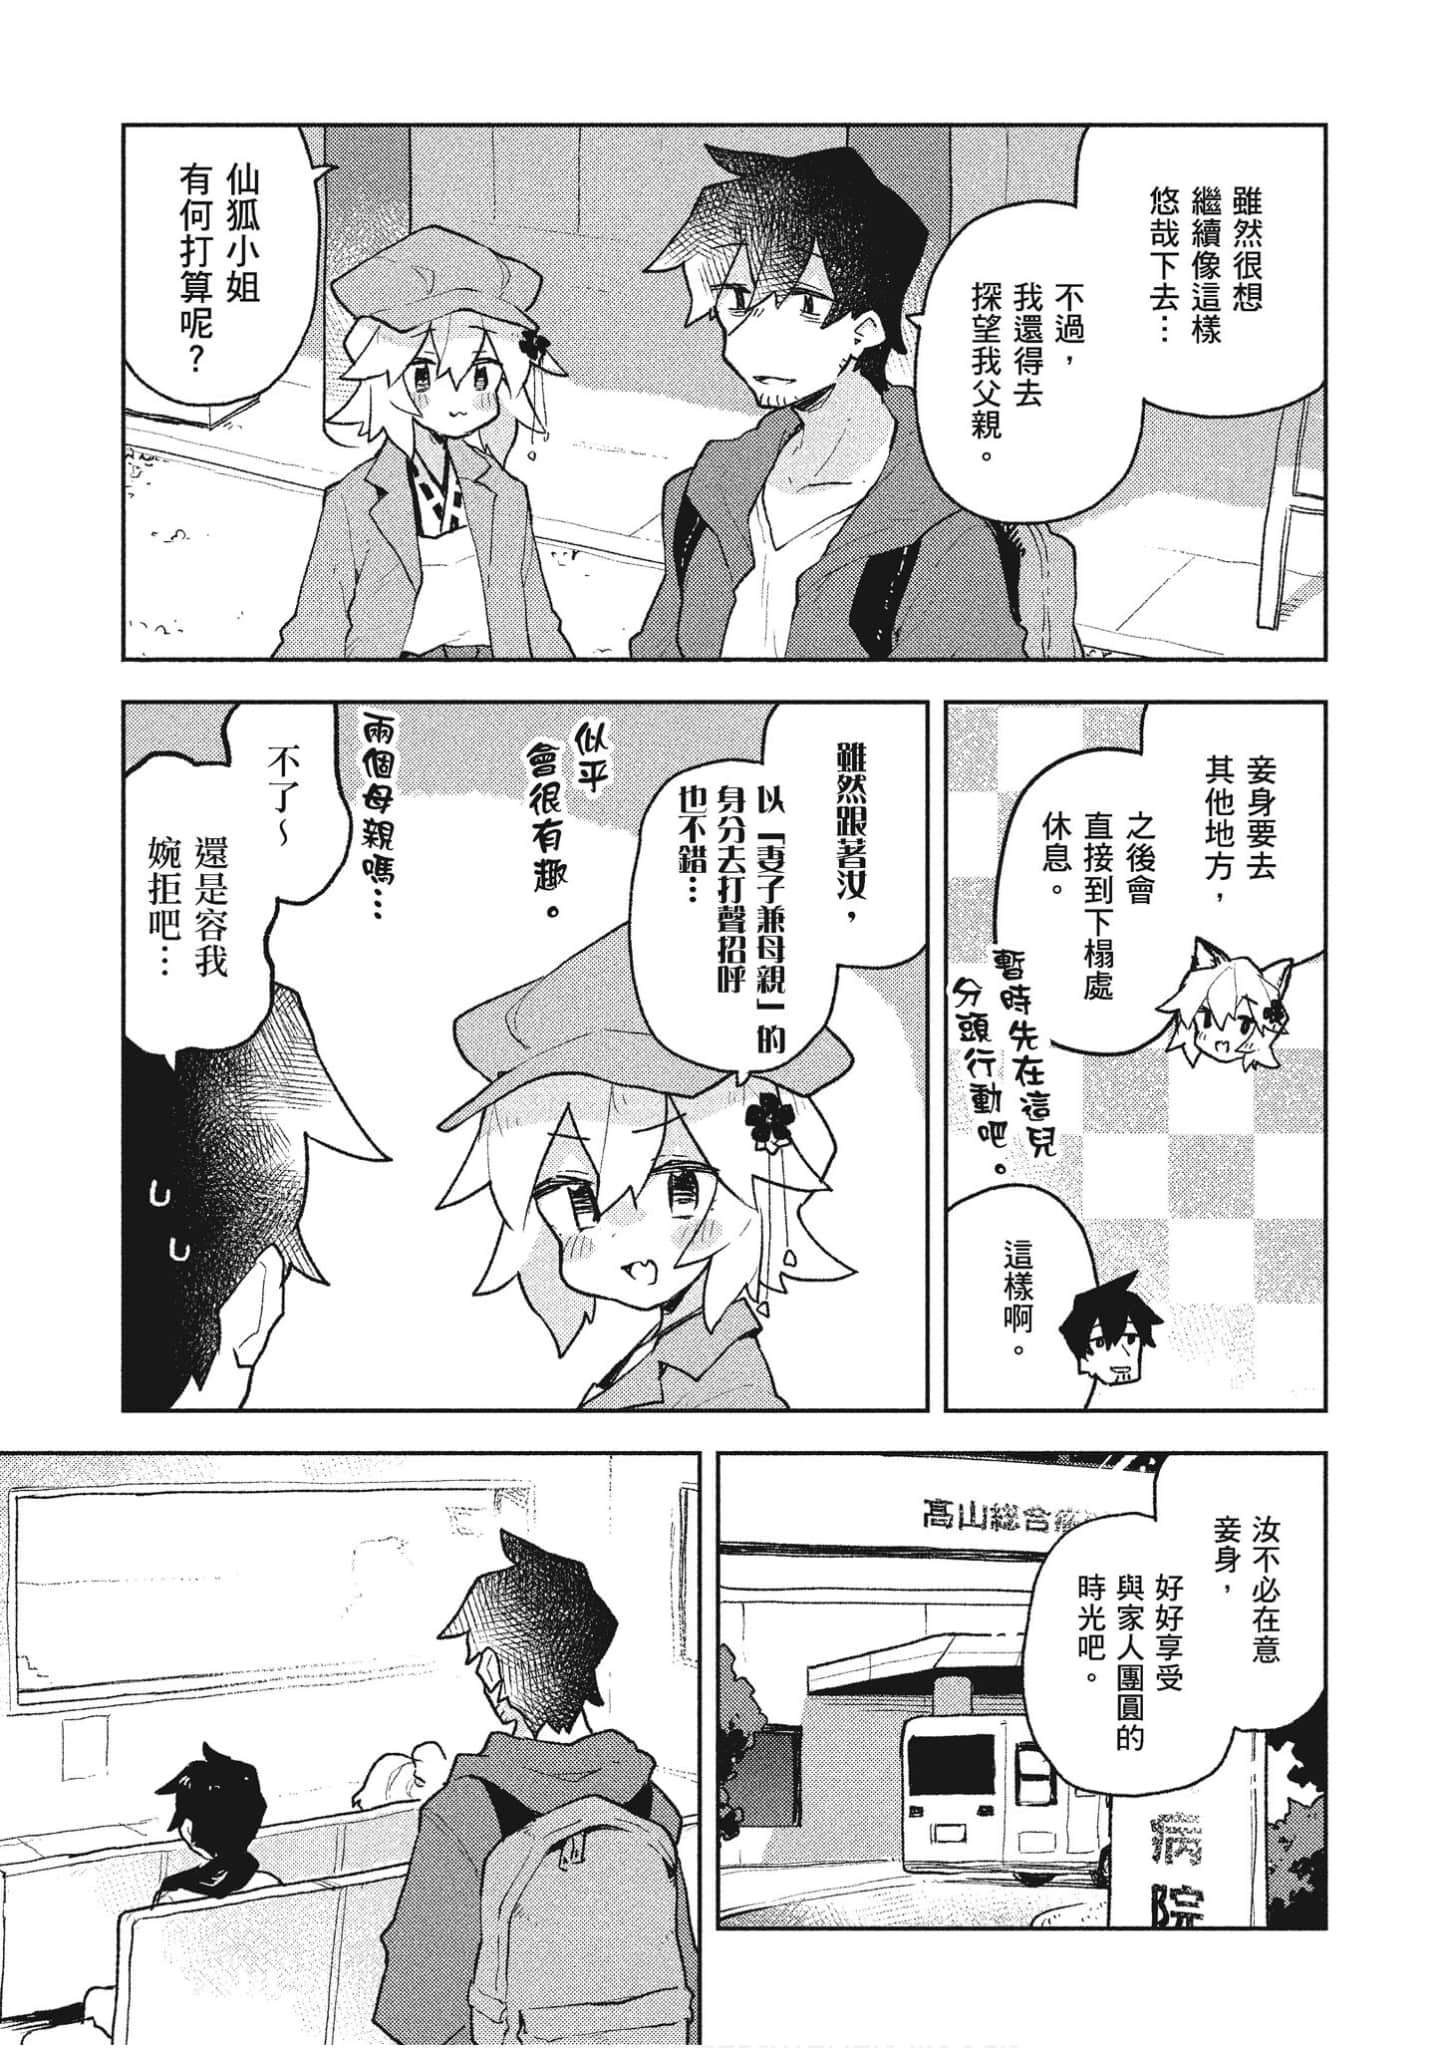 雖然很想
繼續像這樣
悠哉下去…
不過，
我還得去
探望我父親。
仙狐小姐
有何打算呢？
妾身要去
其他地方，
之後會
直接到下榻處
休息。
暫時先在這兒
分頭行動吧。
這樣啊。
雖然跟著汝，
以「妻子兼母親」的
身分去打聲招呼
也不錯…
似乎
會很有趣。
兩個母親嗎…
不了～
還是容我
婉拒吧…
汝不必在意
妾身，
好好享受
與家人團圓的
時光吧。
高山総合
病院